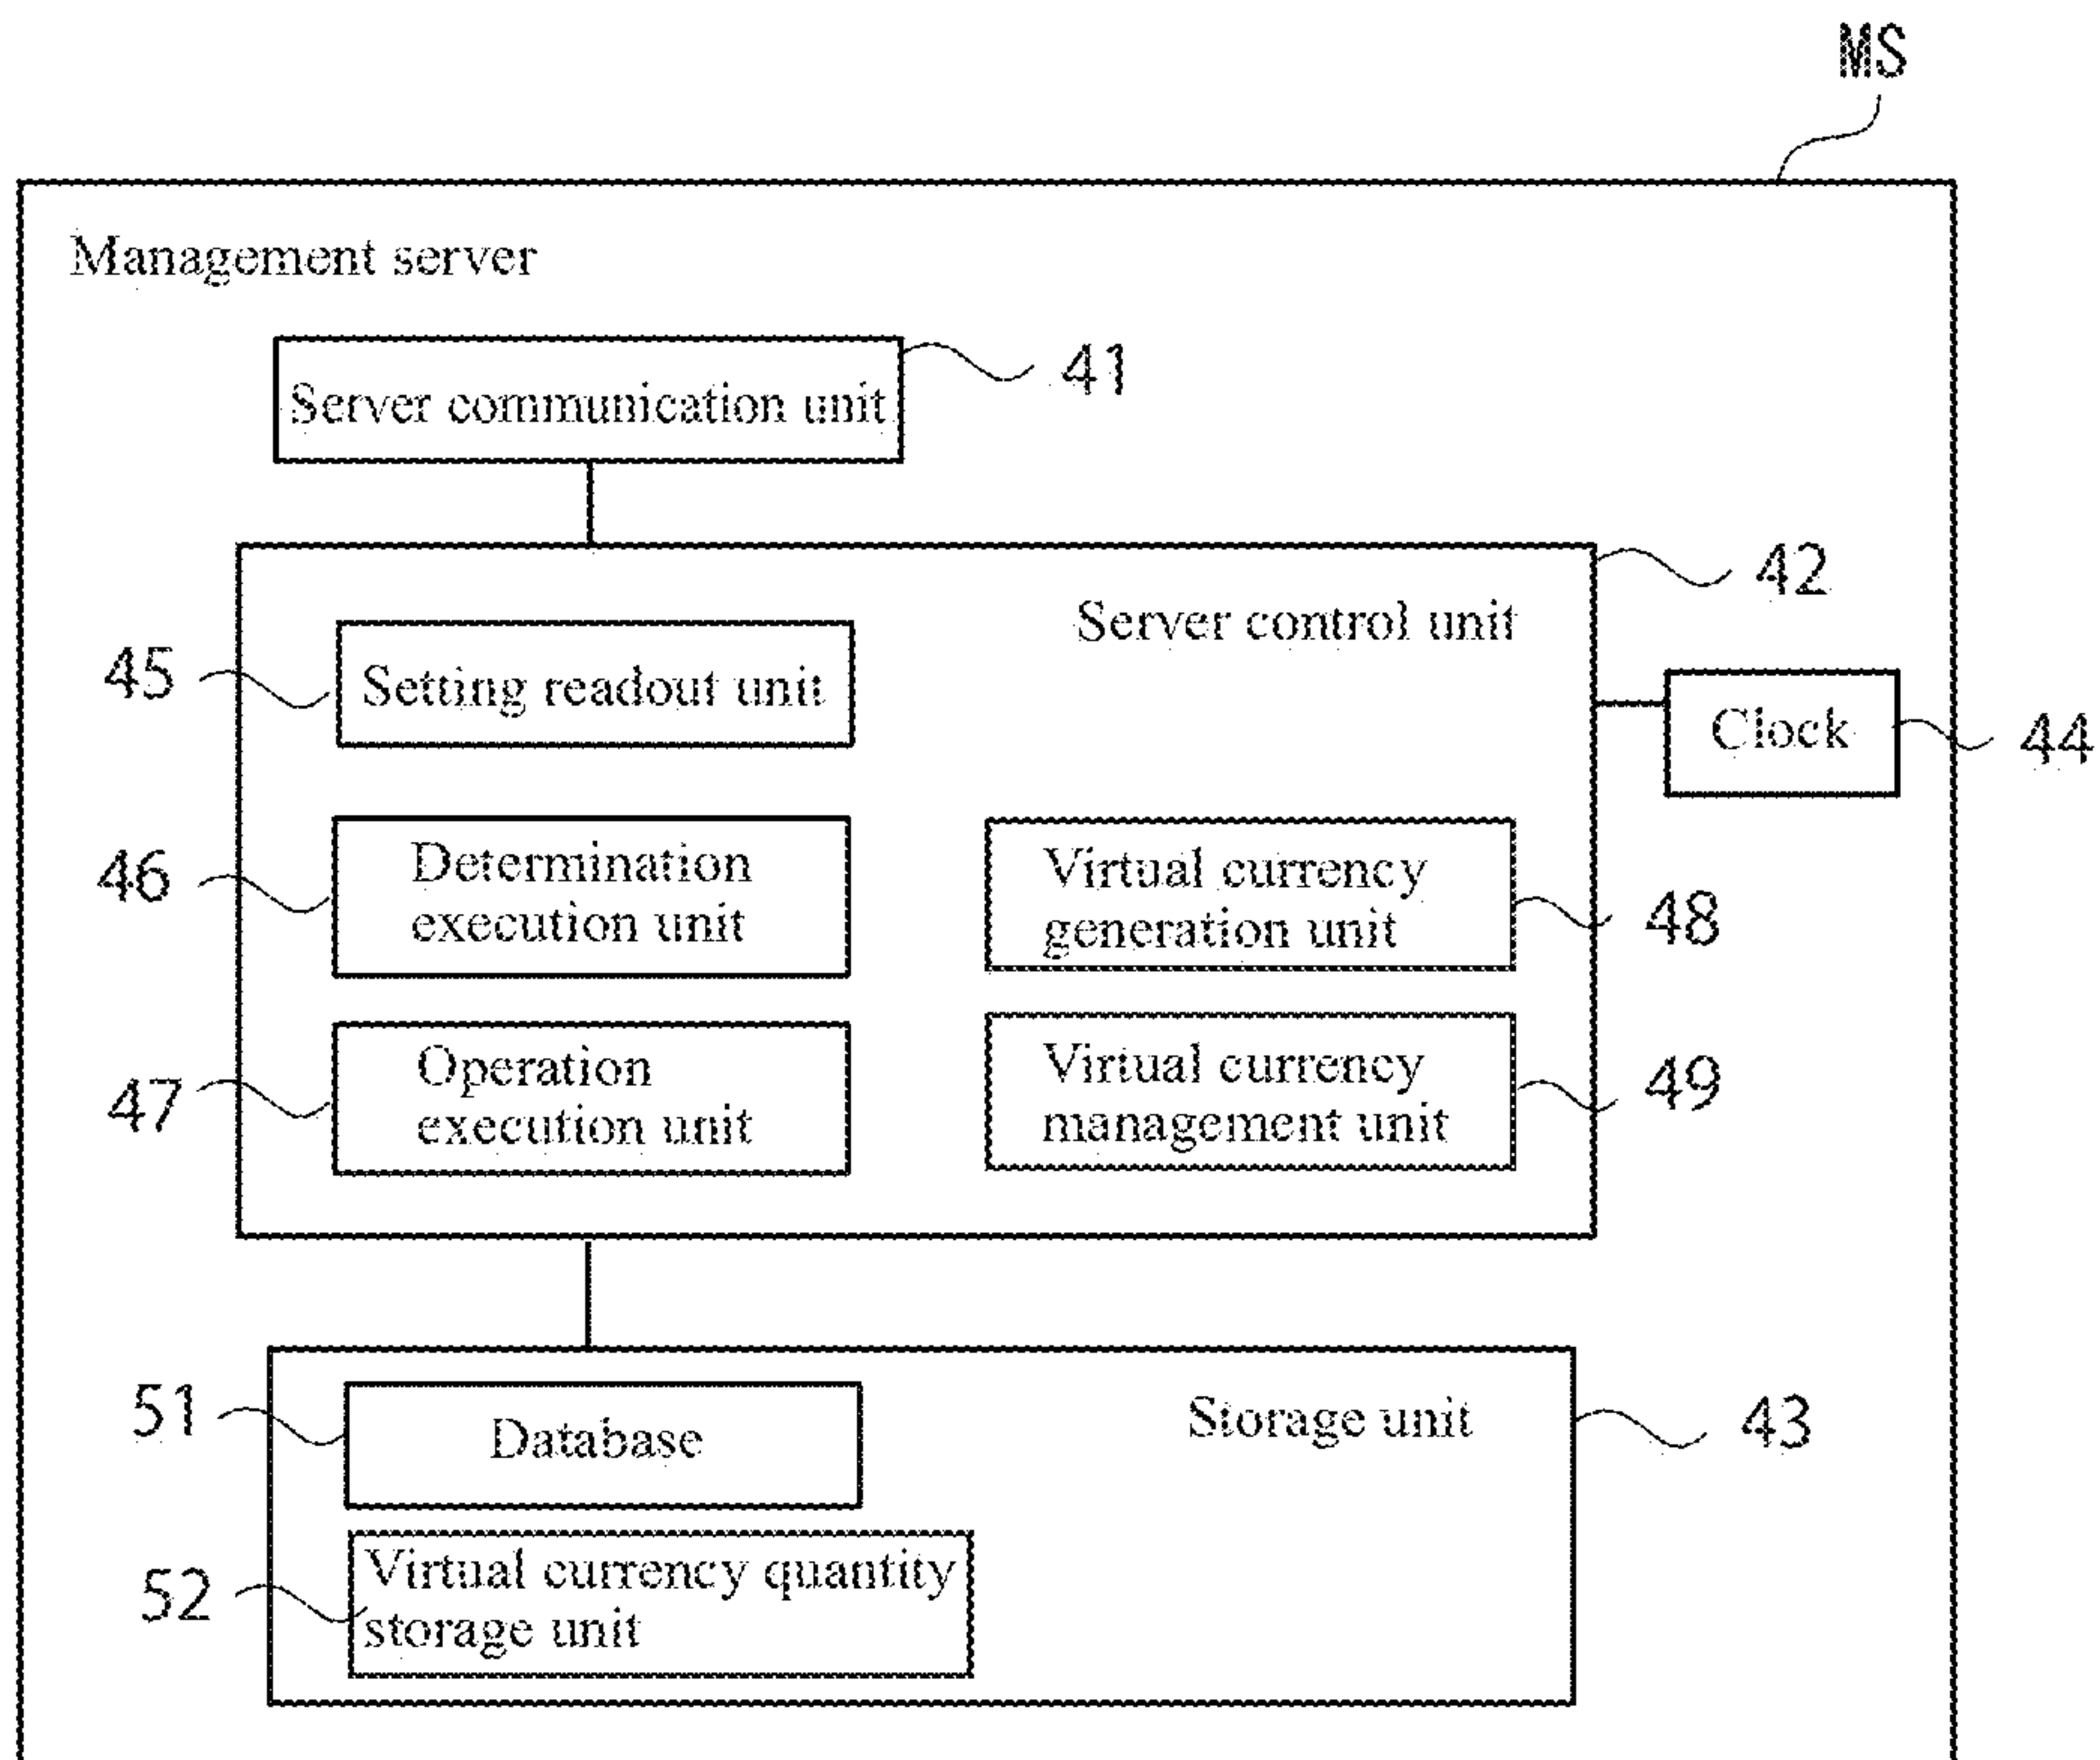 MS
Management server
41
Server communication unit
42
Server control unit
45
Setting readout unit
Clock
44
46
Determination
execution unit
Virtual currency
generation unit
48
47
Operation
execution unit
Virtual currency
management unit
49
51
Database
Storage unit
43
52
Virtual currency quantity
storage unit